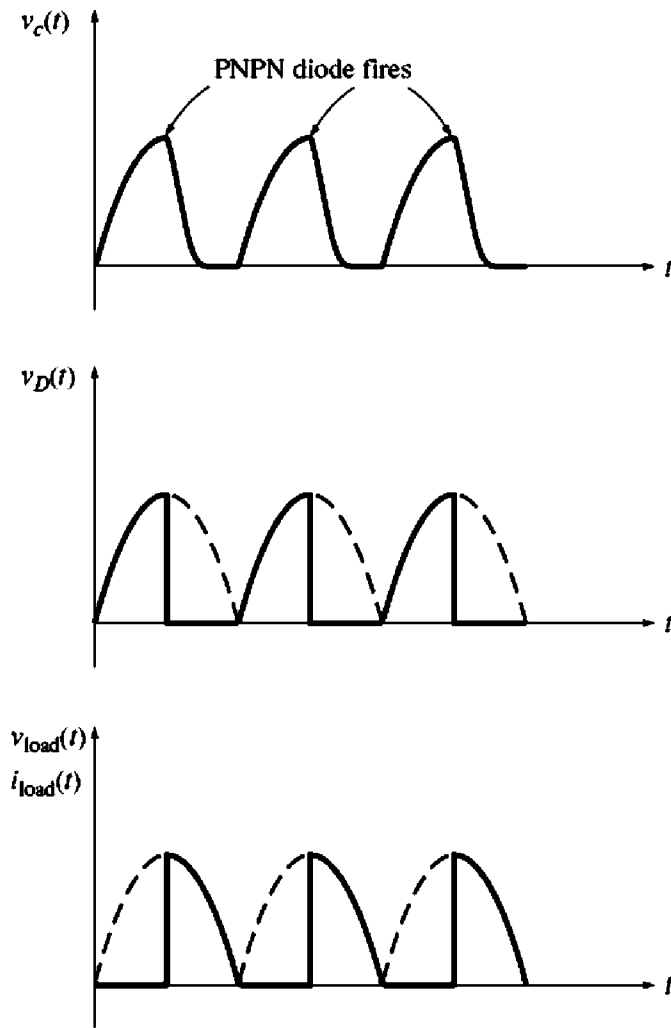 v_c(t)
PNPN diode fires
t
v_D(t)
t
v_load(t)
i_load(t)
t